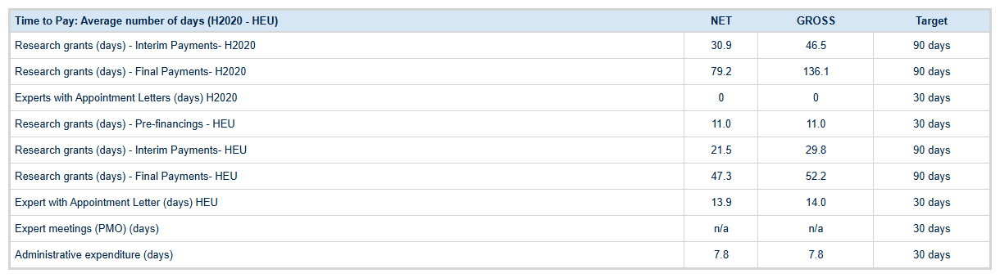 Time to Pay: Average number of days (H2020 - HEU) NET GROSS Target
Research grants (days) - Interim Payments- H2020 30.9 46.5 90 days
Research grants (days) - Final Payments- H2020 79.2 136.1 90 days
Experts with Appointment Letters (days) H2020 0 0 30 days
Research grants (days) - Pre-financings - HEU 11.0 11.0 30 days
Research grants (days) - Interim Payments- HEU 21.5 29.8 90 days
Research grants (days) - Final Payments- HEU 47.3 52.2 90 days
Expert with Appointment Letter (days) HEU 13.9 14.0 30 days
Expert meetings (PMO) (days) n/a n/a 30 days
Administrative expenditure (days) 7.8 7.8 30 days